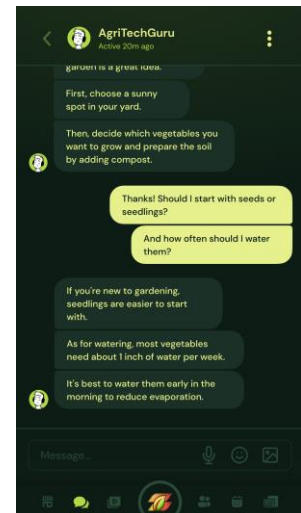 AgriTechGuru
Active 20m ago
garden is a great idea.
First, choose a sunny
spot in your yard.
Then, decide which vegetables you
want to grow and prepare the soil
by adding compost.
Thanks! Should I start with seeds or
seedlings?
And how often should I water
them?
If you're new to gardening,
seedlings are easier to start
with.
As for watering, most vegetables
need about 1 inch of water per week.
It's best to water them early in the
morning to reduce evaporation.
Message...